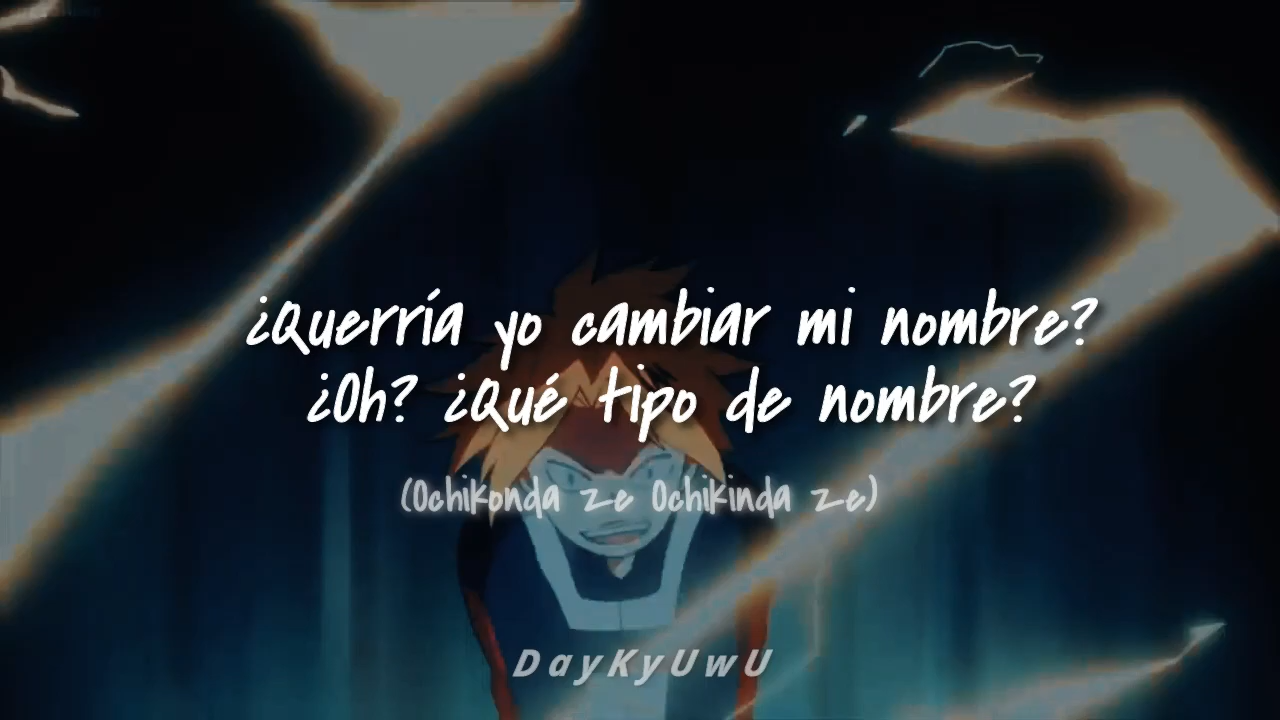 ¿Querría yo cambiar mi nombre?
¿Oh? ¿Qué tipo de nombre?
(Ochikonda ze Ochikinda ze)
DayKyUwU